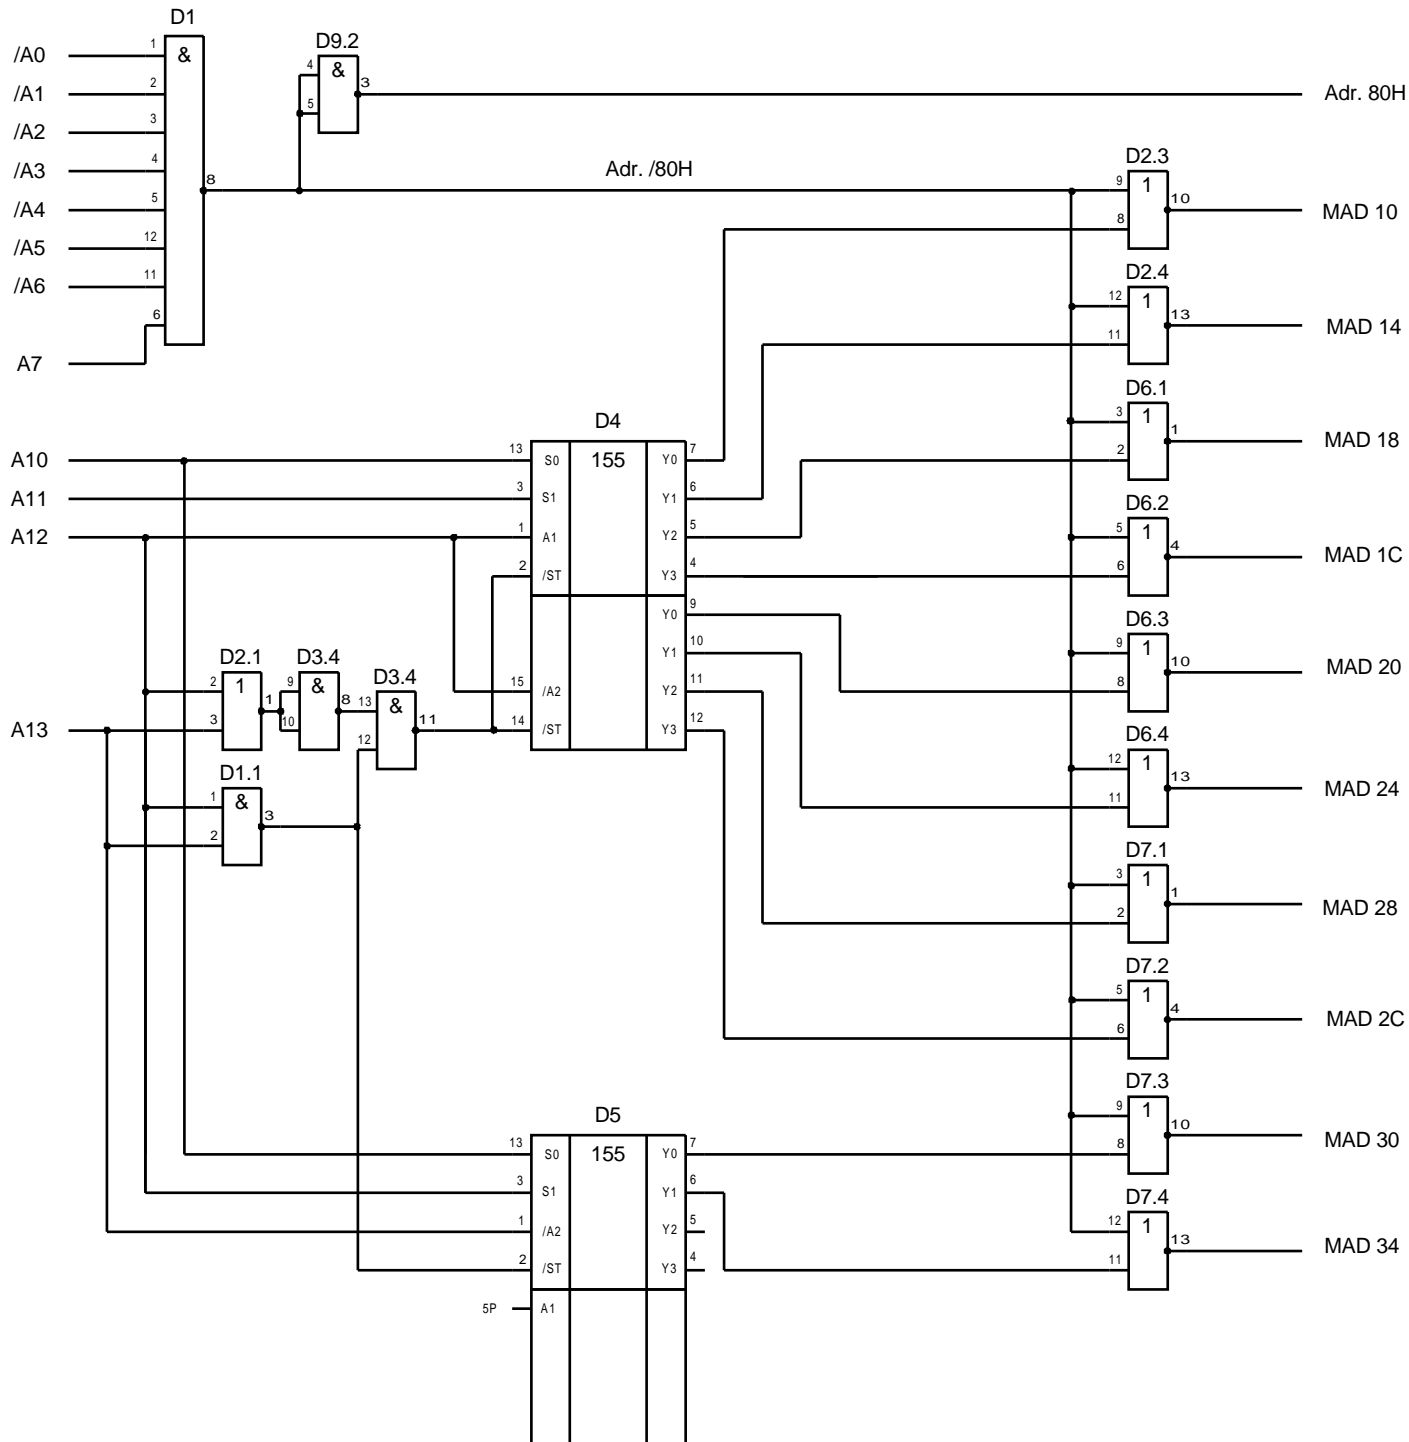 D1
/A0 1 &
/A1 2
/A2 3
/A3 4
/A4 5
/A5 12
/A6 11
A7 6
8
D9.2
4 & 3
5
Adr. 80H
Adr. /80H
D2.3
9 1 10
8
MAD 10
D2.4
12 1 13
11
MAD 14
D6.1
3 1 1
2
MAD 18
D6.2
5 1 4
6
MAD 1C
D6.3
9 1 10
8
MAD 20
D6.4
12 1 13
11
MAD 24
D7.1
3 1 1
2
MAD 28
D7.2
5 1 4
6
MAD 2C
D7.3
9 1 10
8
MAD 30
D7.4
12 1 13
11
MAD 34
A10
A11
A12
A13
D4
13 S0 155 Y0 7
3 S1 Y1 6
1 A1 Y2 5
2 /ST Y3 4
Y0 9
Y1 10
15 /A2 Y2 11
14 /ST Y3 12
D2.1
2 1 1
3
D3.4
9 & 8
10
D3.4
13 & 11
12
D1.1
1 & 3
2
D5
13 S0 155 Y0 7
3 S1 Y1 6
1 /A2 Y2 5
2 /ST Y3 4
5P A1